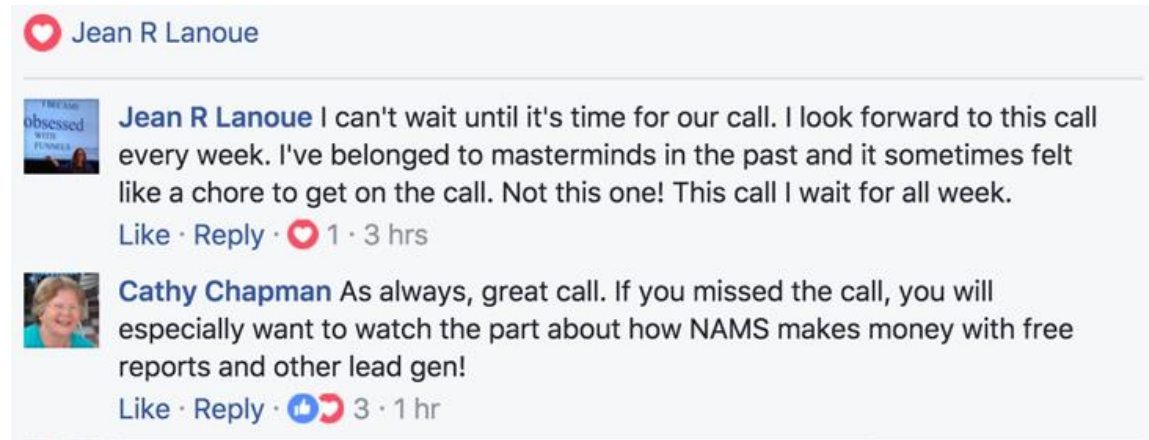 Jean R Lanoue
I BECAME
obsessed
WITH
FUNNELS
Jean R Lanoue I can't wait until it's time for our call. I look forward to this call
every week. I've belonged to masterminds in the past and it sometimes felt
like a chore to get on the call. Not this one! This call I wait for all week.
Like · Reply · 1 · 3 hrs
Cathy Chapman As always, great call. If you missed the call, you will
especially want to watch the part about how NAMS makes money with free
reports and other lead gen!
Like · Reply · 3 · 1 hr